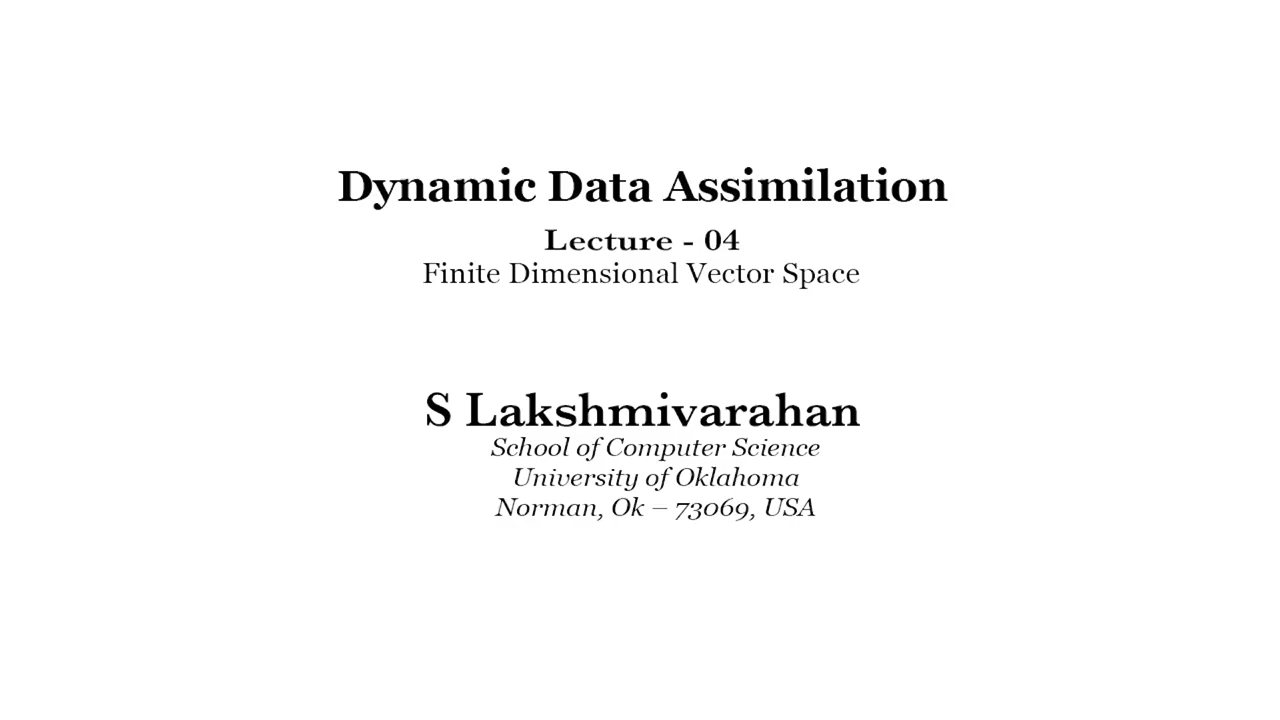 Dynamic Data Assimilation
Lecture - 04
Finite Dimensional Vector Space
S Lakshmivarahan
School of Computer Science
University of Oklahoma
Norman, Ok – 73069, USA